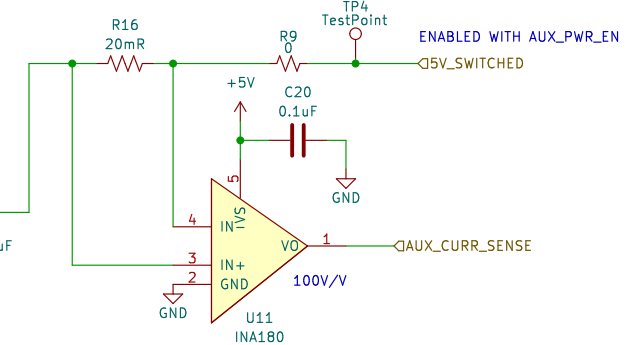 TP4
TestPoint
R16
20mR
R9
0
ENABLED WITH AUX_PWR_EN
5V_SWITCHED
+5V
C20
0.1uF
GND
5
VS
4
IN-
VO
1
AUX_CURR_SENSE
uF
3
IN+
2
GND
100V/V
GND
U11
INA180